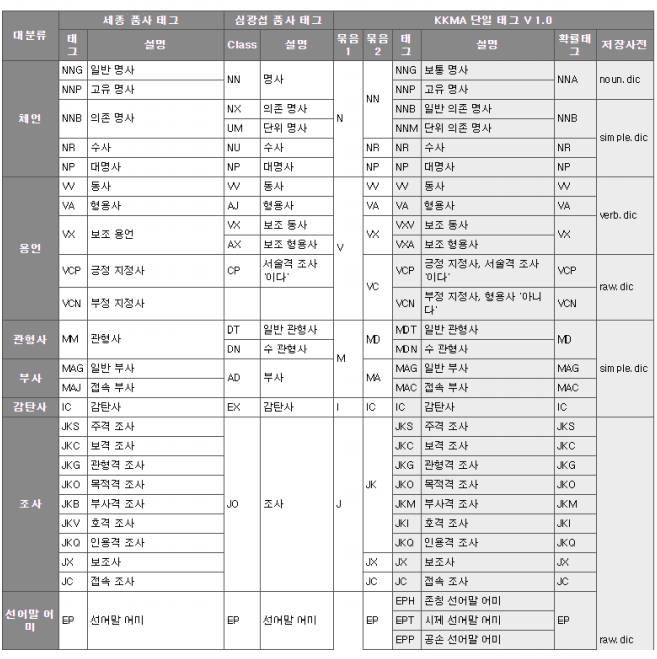 대분류 세종 품사 태그 심광섭 품사 태그 KKMA 단일 태그 V 1.0
태그 설명 Class 설명 묶음 1 묶음 2 태그 설명 확률태그 저장사전
체언 NNG 일반 명사 NN 명사 N NN NNG 보통 명사 NNA noun.dic
NNP 고유 명사 NNP 고유 명사
NNB 의존 명사 NX 의존 명사 NNB 일반 의존 명사 NNB simple.dic
UM 단위 명사 NNM 단위 의존 명사
NR 수사 NU 수사 NR NR 수사 NR
NP 대명사 NP 대명사 NP NP 대명사 NP
용언 VV 동사 VV 동사 V VV VV 동사 VV verb.dic
VA 형용사 AJ 형용사 VA VA 형용사 VA
VX 보조 용언 VX 보조 동사 VX VXV 보조 동사 VX
AX 보조 형용사 VXA 보조 형용사
VCP 긍정 지정사 CP 서술격 조사 '이다' VC VCP 긍정 지정사, 서술격 조사 '이다' VCP raw.dic
VCN 부정 지정사 VCN 부정 지정사, 형용사 '아니다' VCN
관형사 MM 관형사 DT 일반 관형사 M MD MDT 일반 관형사 MD simple.dic
DN 수 관형사 MDN 수 관형사
부사 MAG 일반 부사 AD 부사 MA MAG 일반 부사 MAG
MAJ 접속 부사 MAC 접속 부사 MAC
감탄사 IC 감탄사 EX 감탄사 I IC IC 감탄사 IC
조사 JKS 주격 조사 JO 조사 J JK JKS 주격 조사 JKS raw.dic
JKC 보격 조사 JKC 보격 조사 JKC
JKG 관형격 조사 JKG 관형격 조사 JKG
JKO 목적격 조사 JKO 목적격 조사 JKO
JKB 부사격 조사 JKM 부사격 조사 JKM
JKV 호격 조사 JKI 호격 조사 JKI
JKQ 인용격 조사 JKQ 인용격 조사 JKQ
JX 보조사 JX JX 보조사 JX
JC 접속 조사 JC JC 접속 조사 JC
선어말 어미 EP 선어말 어미 EP 선어말 어미 EP EPH 존칭 선어말 어미 EP
EPT 시제 선어말 어미
EPP 공손 선어말 어미